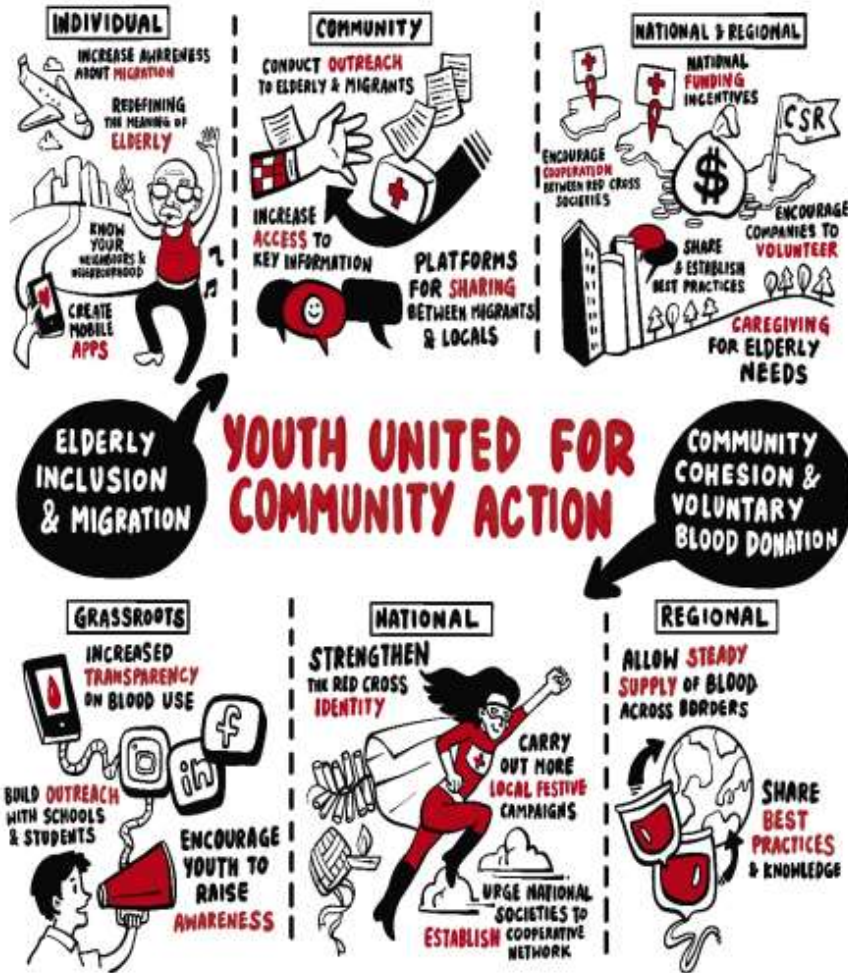 INDIVIDUAL
INCREASE AWARENESS
ABOUT MIGRATION
REDEFINING
THE MEANING OF
ELDERLY
KNOW
YOUR
NEIGHBOURS &
NEIGHBOURHOOD
CREATE
MOBILE
APPS
COMMUNITY
CONDUCT OUTREACH
TO ELDERLY & MIGRANTS
INCREASE
ACCESS TO
KEY INFORMATION
PLATFORMS
FOR SHARING
BETWEEN MIGRANTS
& LOCALS
NATIONAL & REGIONAL
NATIONAL
FUNDING
INCENTIVES
CSR
$
ENCOURAGE
COOPERATION
BETWEEN RED CROSS
SOCIETIES
ENCOURAGE
COMPANIES TO
VOLUNTEER
SHARE
& ESTABLISH
BEST PRACTICES
CAREGIVING
FOR ELDERLY
NEEDS
ELDERLY
INCLUSION
& MIGRATION
YOUTH UNITED FOR
COMMUNITY ACTION
COMMUNITY
COHESION &
VOLUNTARY
BLOOD DONATION
GRASSROOTS
INCREASED
TRANSPARENCY
ON BLOOD USE
f
in
BUILD OUTREACH
WITH SCHOOLS
& STUDENTS
ENCOURAGE
YOUTH TO
RAISE
AWARENESS
NATIONAL
STRENGTHEN
THE RED CROSS
IDENTITY
CARRY
OUT MORE
LOCAL FESTIVE
CAMPAIGNS
URGE NATIONAL
SOCIETIES TO
ESTABLISH COOPERATIVE
NETWORK
REGIONAL
ALLOW STEADY
SUPPLY OF BLOOD
ACROSS BORDERS
SHARE
BEST
PRACTICES
& KNOWLEDGE